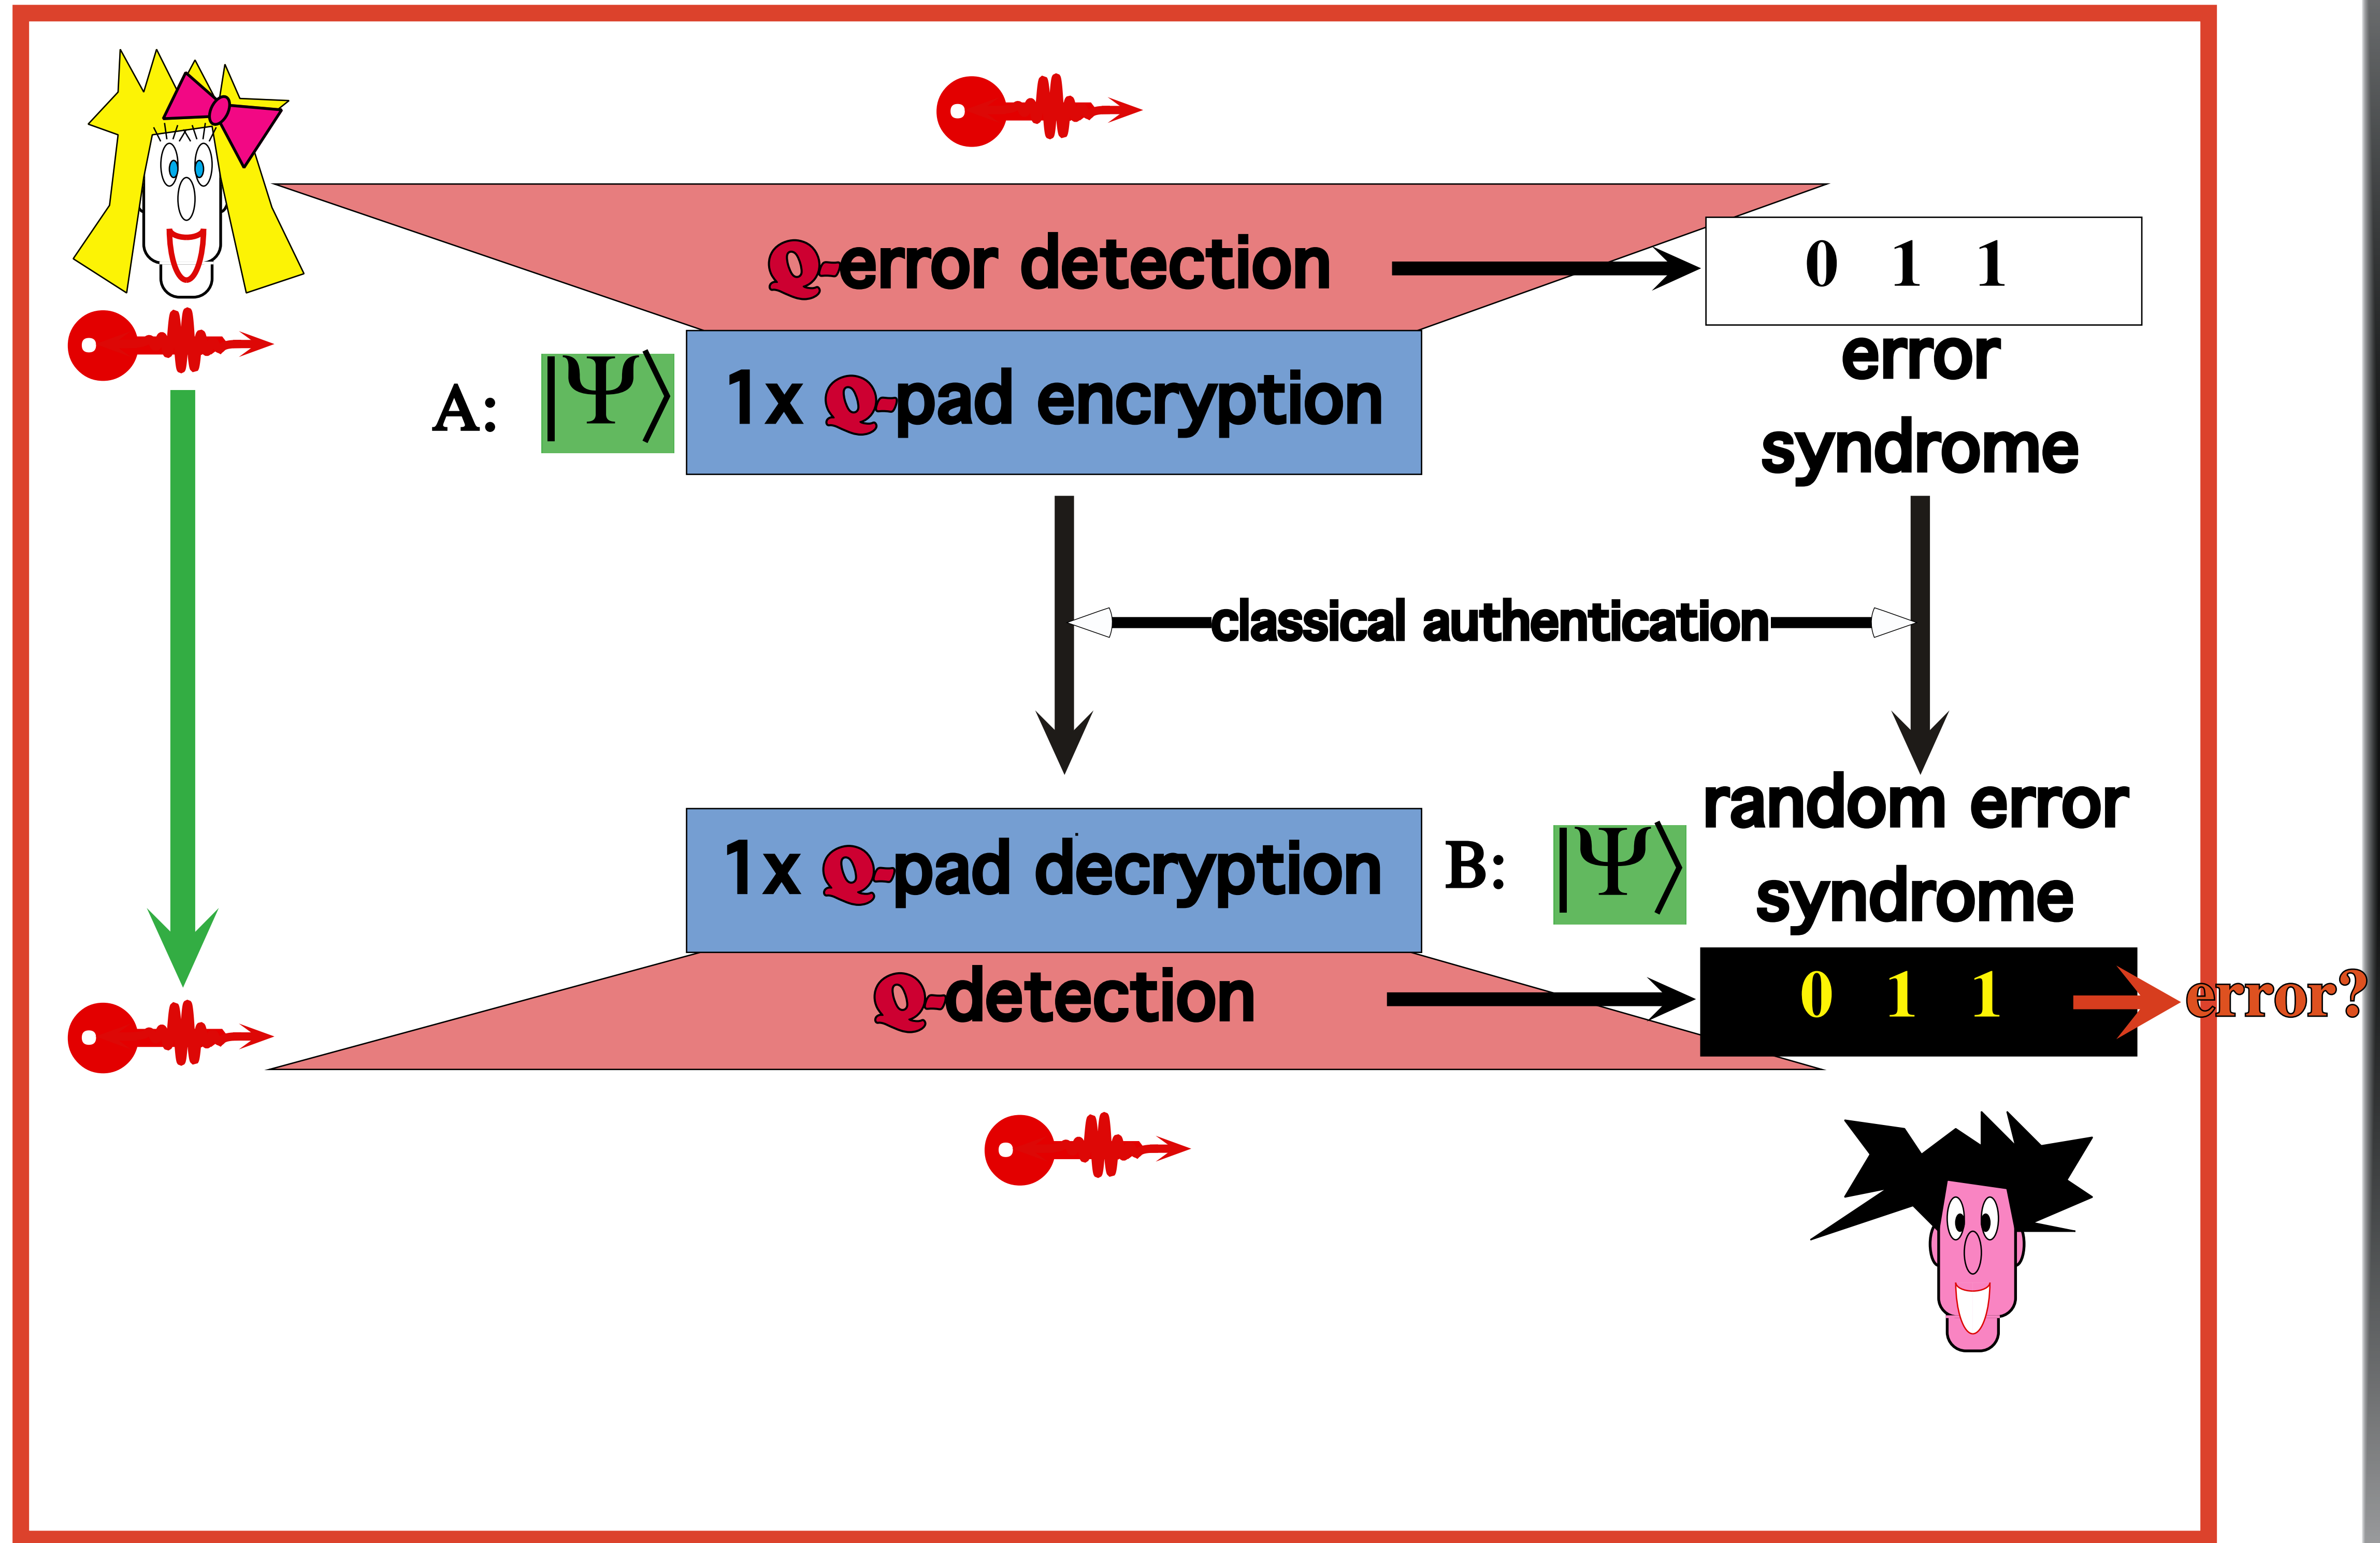 Q-error detection
0 1 1
error
syndrome
A: |Ψ⟩
1x Q-pad encryption
classical authentication
1x Q-pad decryption
B: |Ψ⟩
random error
syndrome
Q-detection
0 1 1
error?